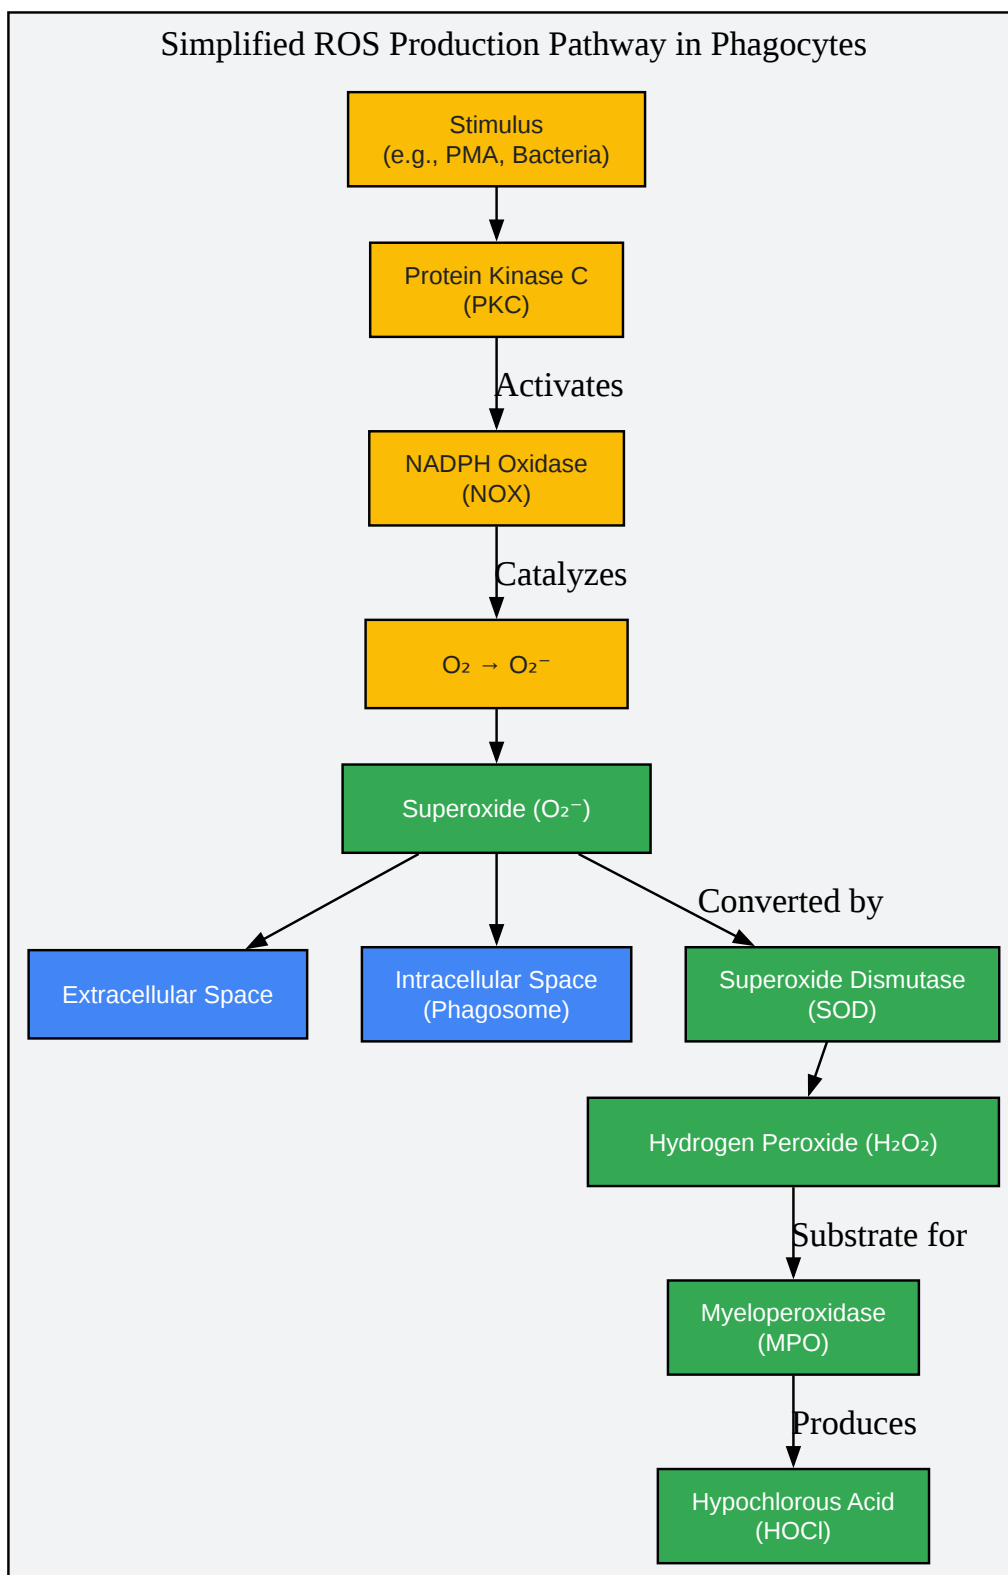 Simplified ROS Production Pathway in Phagocytes
Stimulus
(e.g., PMA, Bacteria)
Protein Kinase C
(PKC)
Activates
NADPH Oxidase
(NOX)
Catalyzes
O₂ → O₂⁻
Superoxide (O₂⁻)
Converted by
Extracellular Space
Intracellular Space
(Phagosome)
Superoxide Dismutase
(SOD)
Hydrogen Peroxide (H₂O₂)
Substrate for
Myeloperoxidase
(MPO)
Produces
Hypochlorous Acid
(HOCl)